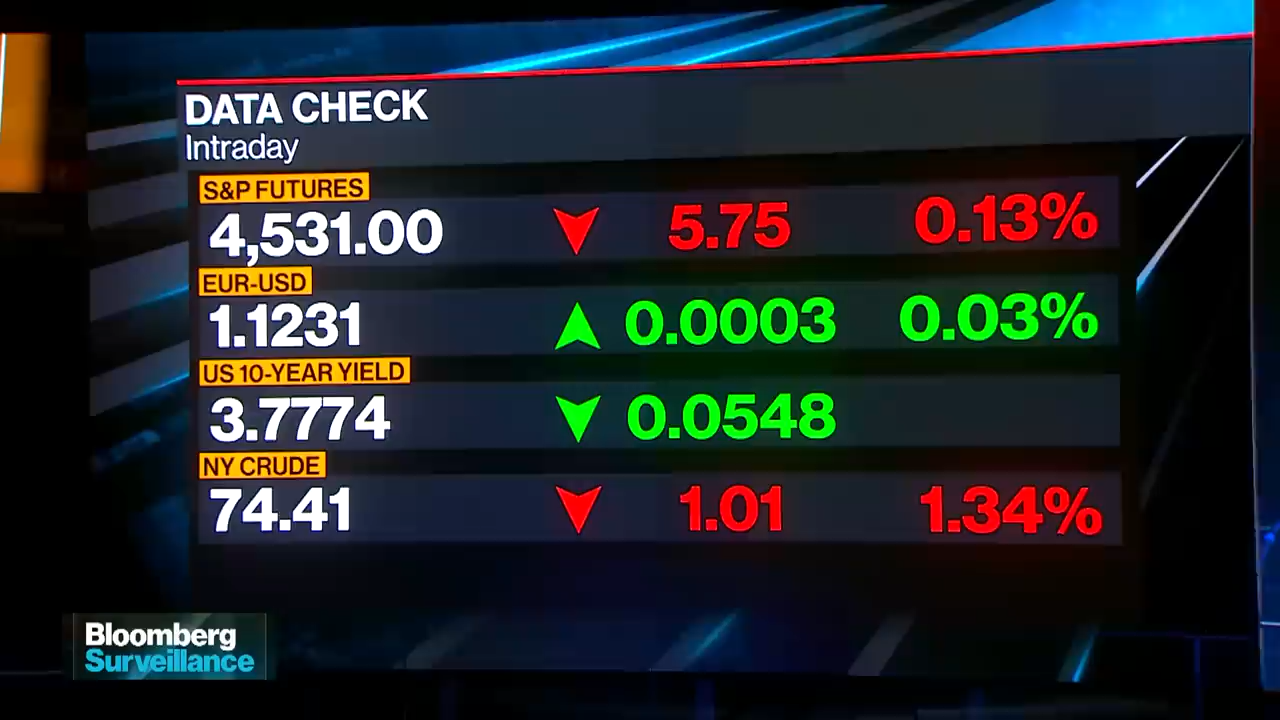 DATA CHECK
Intraday
S&P FUTURES
4,531.00 5.75 0.13%
EUR-USD
1.1231 0.0003 0.03%
US 10-YEAR YIELD
3.7774 0.0548
NY CRUDE
74.41 1.01 1.34%
Bloomberg
Surveillance